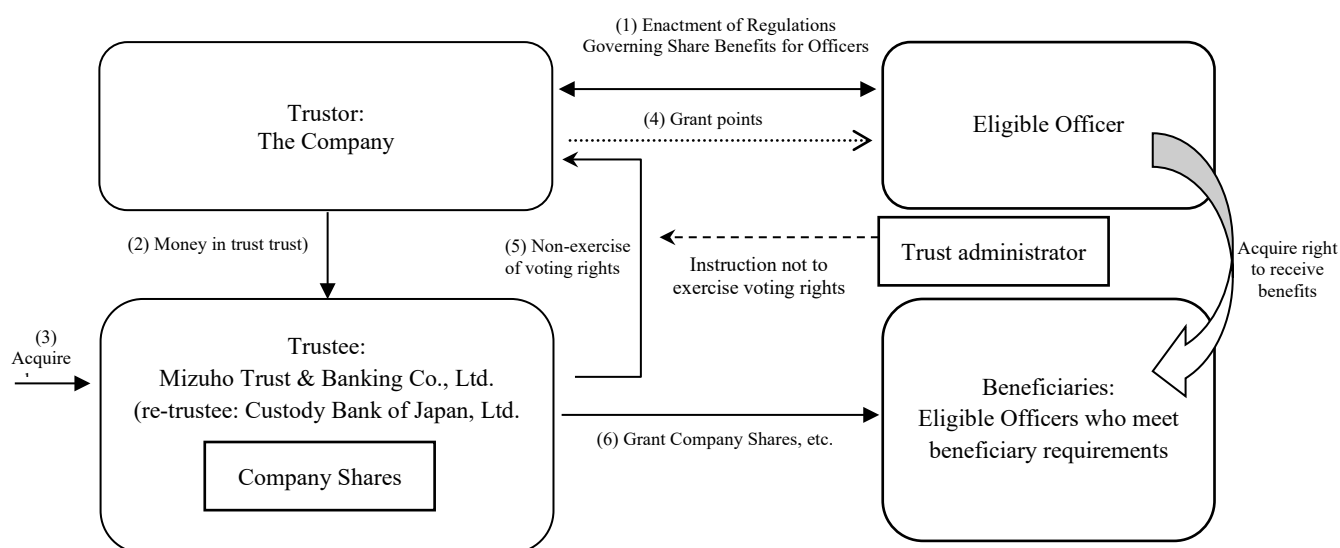 (1) Enactment of Regulations
Governing Share Benefits for Officers
Trustor:
The Company
(4) Grant points
Eligible Officer
(2) Money in trust trust)
(5) Non-exercise
of voting rights
Instruction not to
exercise voting rights
Trust administrator
Acquire right
to receive
benefits
(3)
Acquire
Trustee:
Mizuho Trust & Banking Co., Ltd.
(re-trustee: Custody Bank of Japan, Ltd.
Company Shares
(6) Grant Company Shares, etc.
Beneficiaries:
Eligible Officers who meet
beneficiary requirements